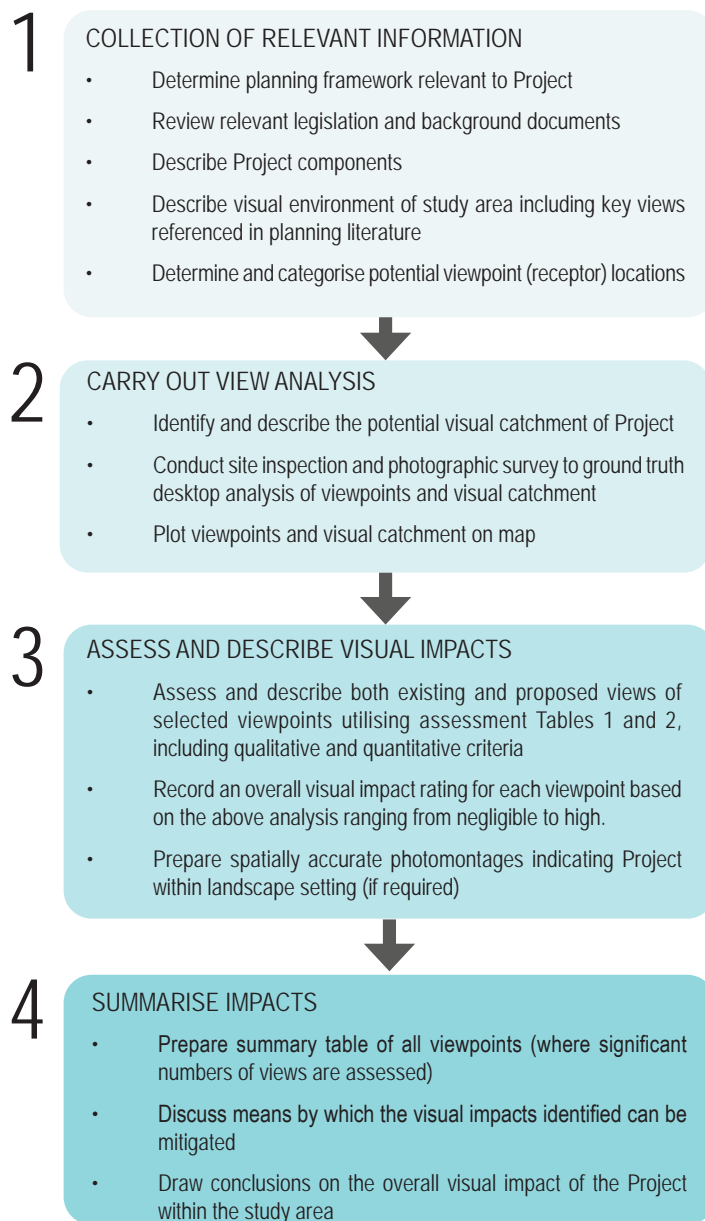 1
COLLECTION OF RELEVANT INFORMATION
• Determine planning framework relevant to Project
• Review relevant legislation and background documents
• Describe Project components
• Describe visual environment of study area including key views
referenced in planning literature
• Determine and categorise potential viewpoint (receptor) locations
2
CARRY OUT VIEW ANALYSIS
• Identify and describe the potential visual catchment of Project
• Conduct site inspection and photographic survey to ground truth
desktop analysis of viewpoints and visual catchment
• Plot viewpoints and visual catchment on map
3
ASSESS AND DESCRIBE VISUAL IMPACTS
• Assess and describe both existing and proposed views of
selected viewpoints utilising assessment Tables 1 and 2,
including qualitative and quantitative criteria
• Record an overall visual impact rating for each viewpoint based
on the above analysis ranging from negligible to high.
• Prepare spatially accurate photomontages indicating Project
within landscape setting (if required)
4
SUMMARISE IMPACTS
• Prepare summary table of all viewpoints (where significant
numbers of views are assessed)
• Discuss means by which the visual impacts identified can be
mitigated
• Draw conclusions on the overall visual impact of the Project
within the study area